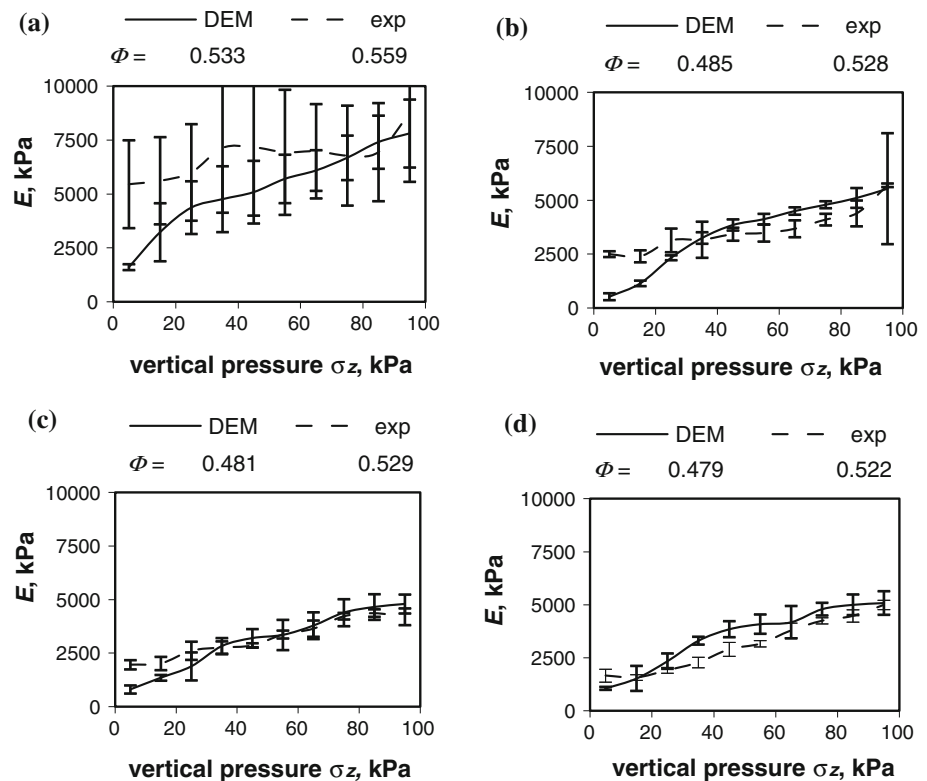 (a) DEM exp
Φ = 0.533 0.559
10000
7500
5000
2500
0
E, kPa
0 20 40 60 80 100
vertical pressure σz, kPa
(b) DEM exp
Φ = 0.485 0.528
10000
7500
5000
2500
0
E, kPa
0 20 40 60 80 100
vertical pressure σz, kPa
(c) DEM exp
Φ = 0.481 0.529
10000
7500
5000
2500
0
E, kPa
0 20 40 60 80 100
vertical pressure σz, kPa
(d) DEM exp
Φ = 0.479 0.522
10000
7500
5000
2500
0
E, kPa
0 20 40 60 80 100
vertical pressure σz, kPa